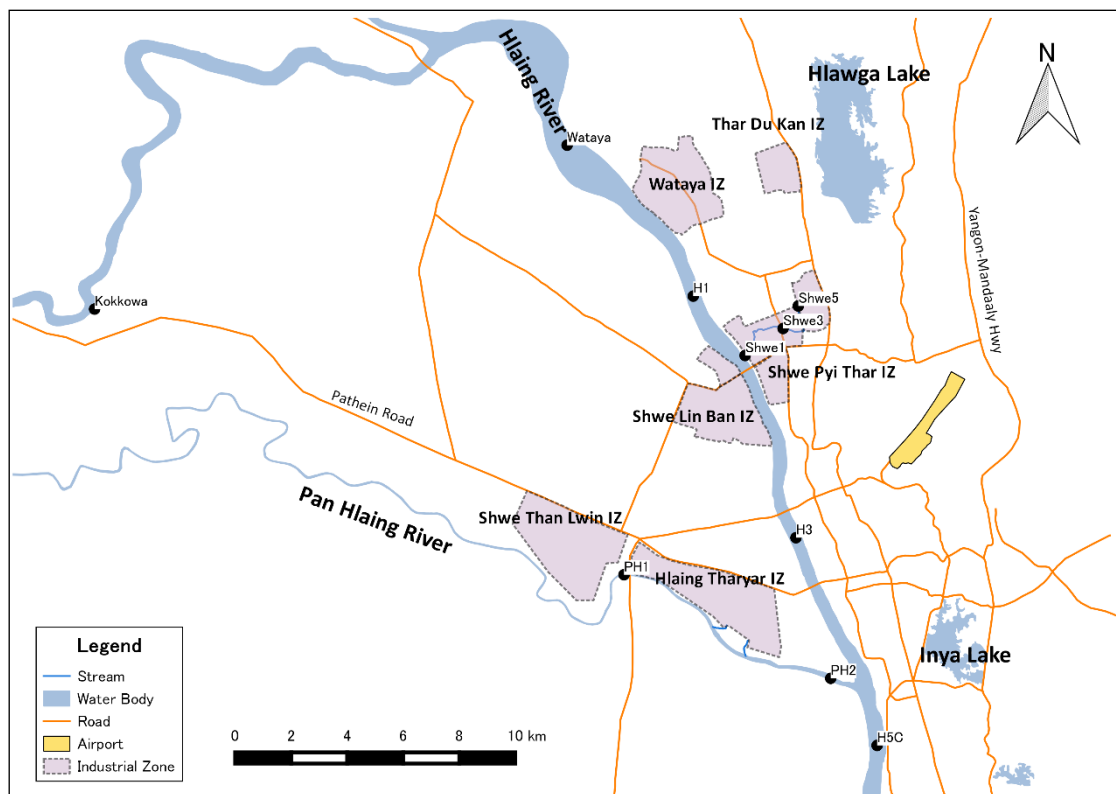 N
Hlawga Lake
Hlaing River
Thar Du Kan IZ
Wataya
Wataya IZ
Yangon-Mandaaly Hwy
Kokkowa
H1
Shwe5
Shwe3
Shwe1
Shwe Pyi Thar IZ
Pathein Road
Shwe Lin Ban IZ
Pan Hlaing River
Shwe Than Lwin IZ
H3
PH1
Hlaing Tharyar IZ
Inya Lake
PH2
H5C
Legend
Stream
Water Body
Road
Airport
Industrial Zone
0 2 4 6 8 10 km